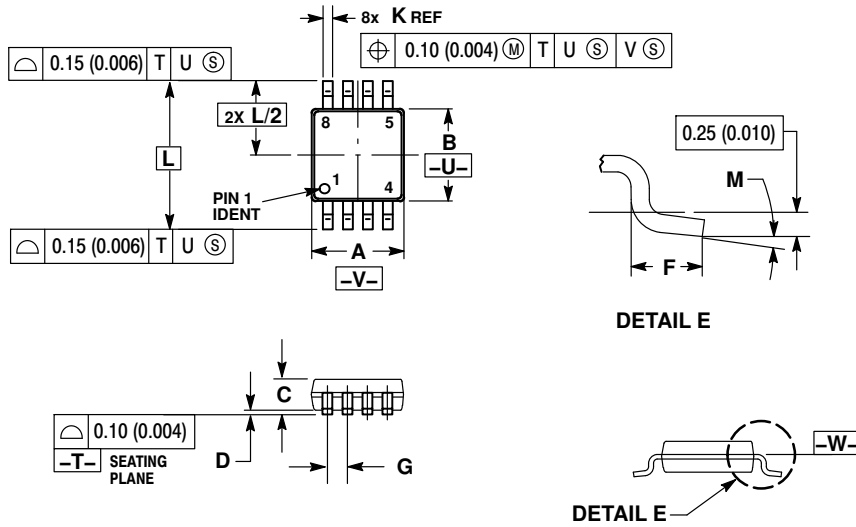 8x K REF
⌖ 0.10 (0.004) Ⓜ T U Ⓢ V Ⓢ
⌓ 0.15 (0.006) T U Ⓢ
2X L/2
L
8 5
B
–U–
PIN 1
IDENT
1 4
⌓ 0.15 (0.006) T U Ⓢ
A
–V–
0.25 (0.010)
M
F
DETAIL E
C
⌓ 0.10 (0.004)
–T– SEATING
PLANE
D
G
–W–
DETAIL E